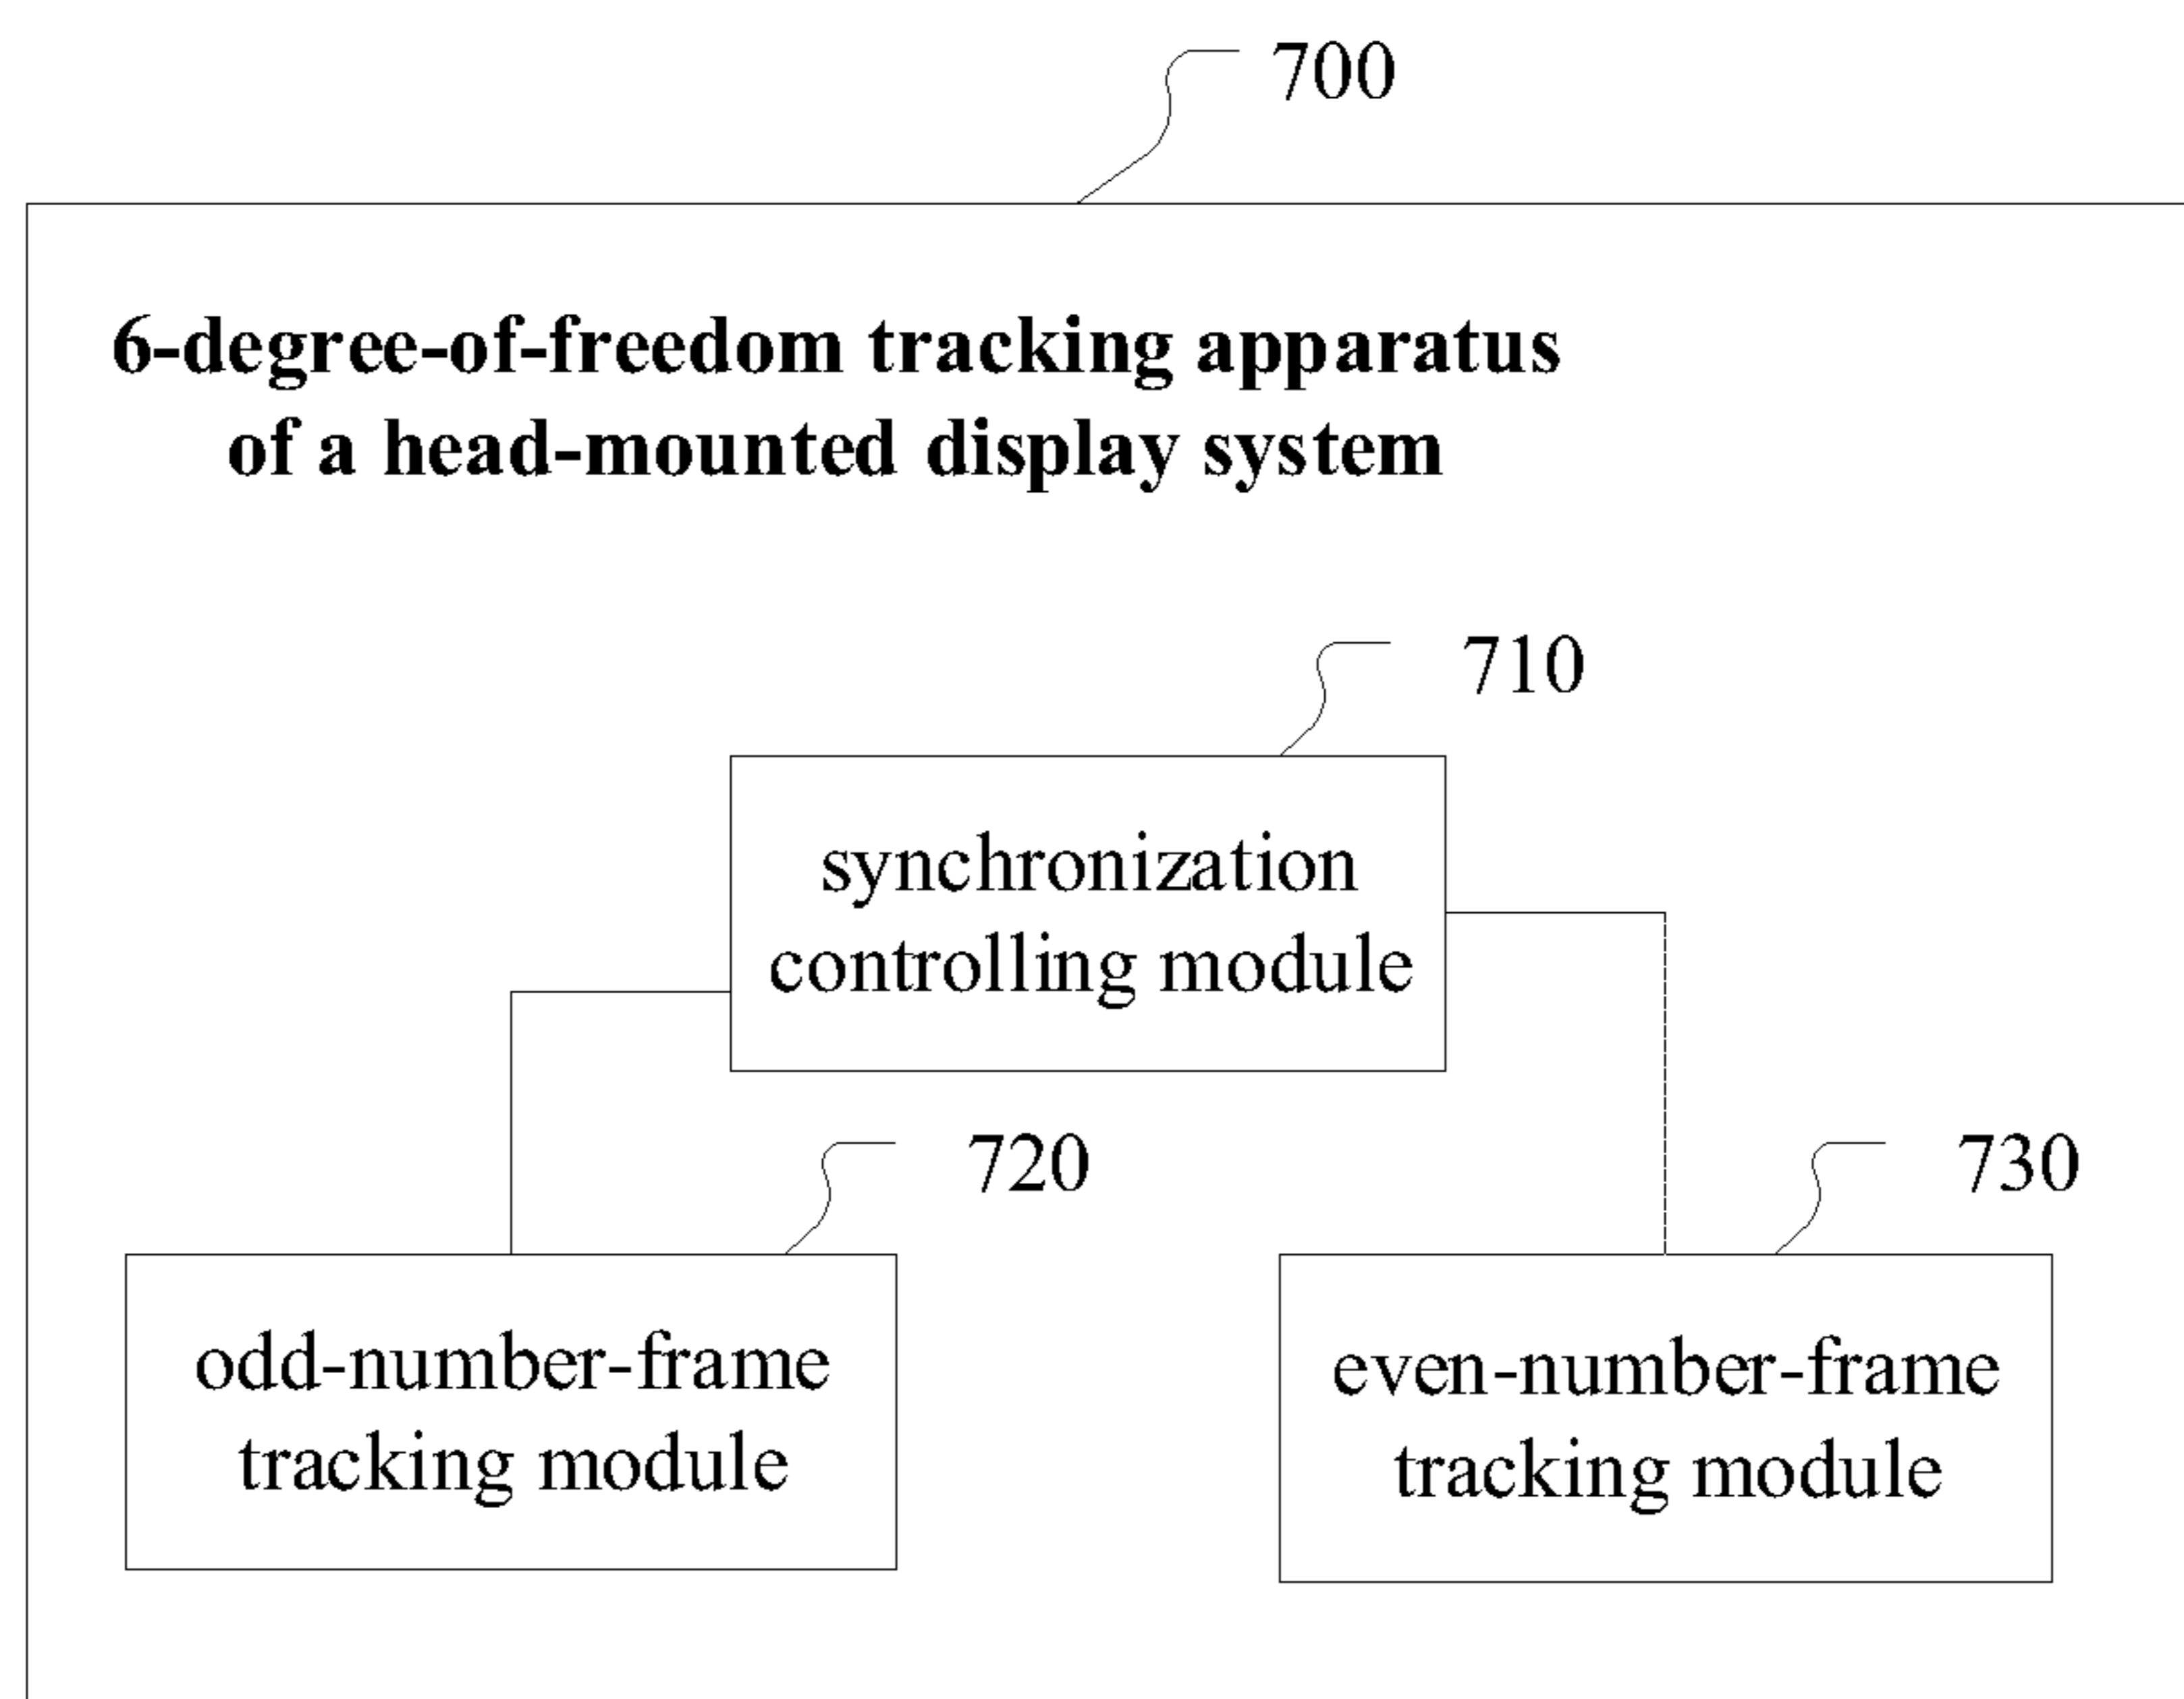 700
6-degree-of-freedom tracking apparatus
of a head-mounted display system
710
synchronization
controlling module
720
730
odd-number-frame
tracking module
even-number-frame
tracking module